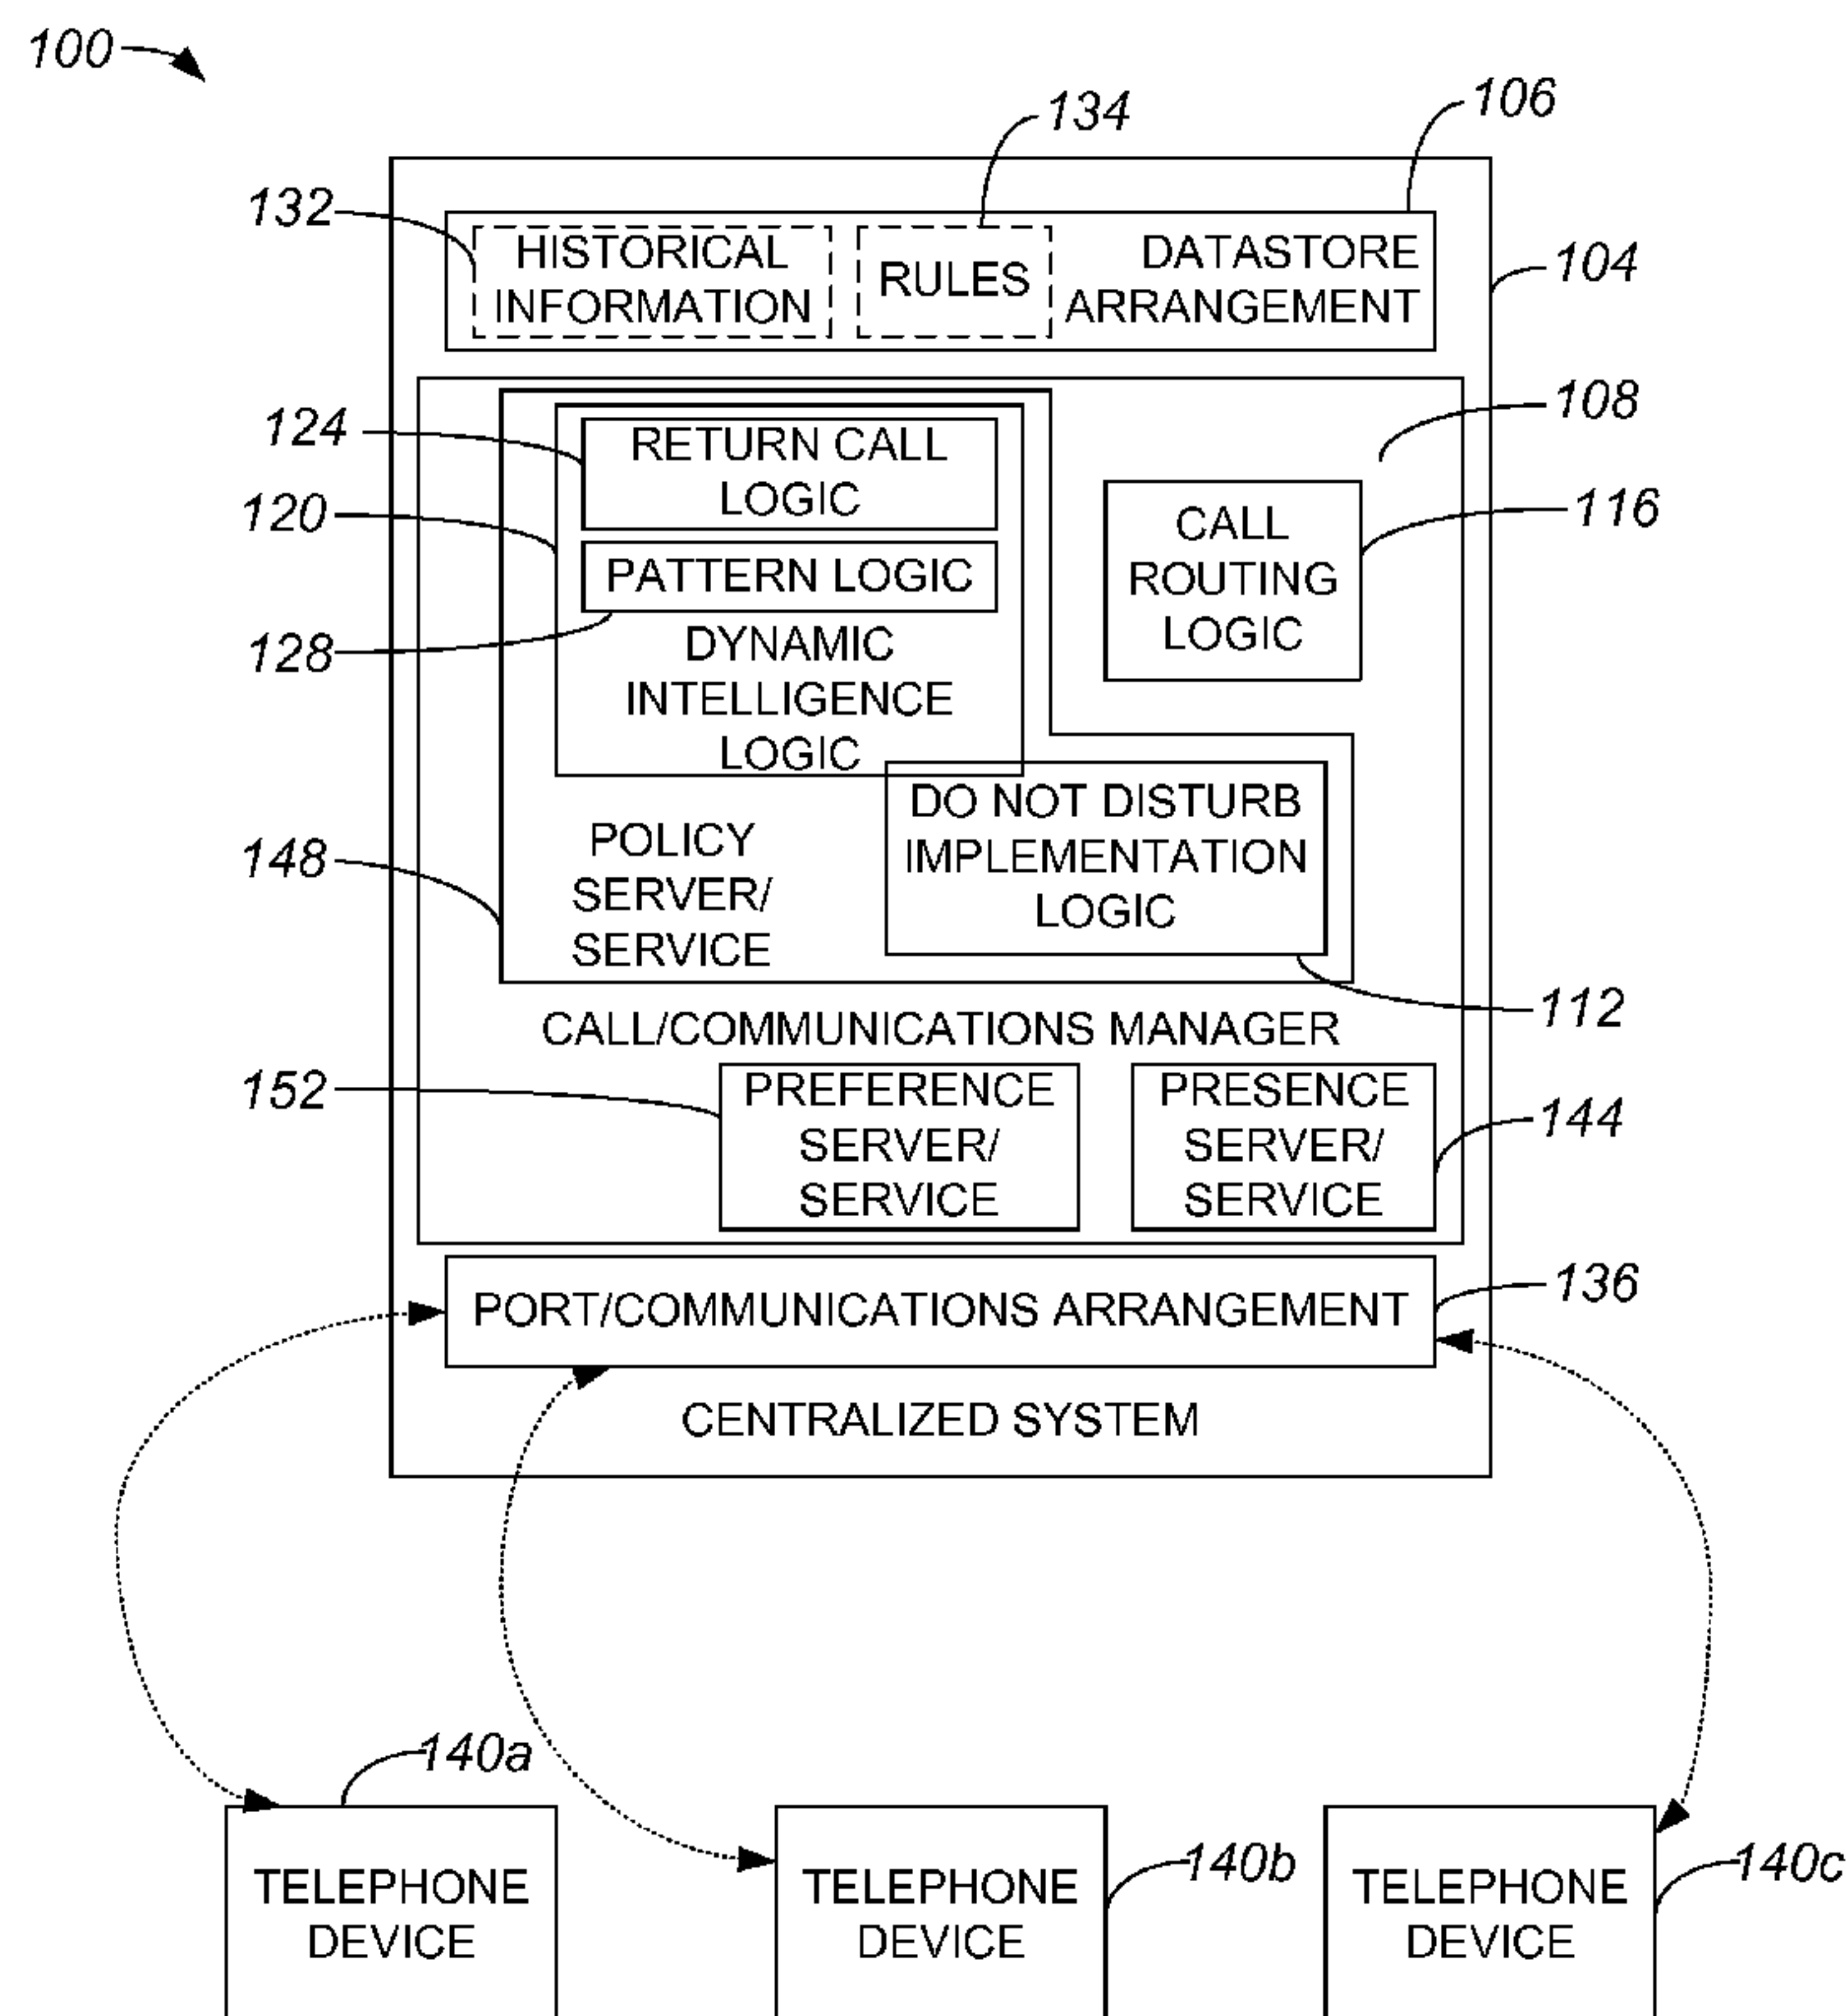 100
134
106
132
HISTORICAL
INFORMATION
RULES
DATASTORE
ARRANGEMENT
104
124
RETURN CALL
LOGIC
108
120
PATTERN LOGIC
CALL
ROUTING
LOGIC
116
128
DYNAMIC
INTELLIGENCE
LOGIC
148
POLICY
SERVER/
SERVICE
DO NOT DISTURB
IMPLEMENTATION
LOGIC
112
CALL/COMMUNICATIONS MANAGER
152
PREFERENCE
SERVER/
SERVICE
PRESENCE
SERVER/
SERVICE
144
136
PORT/COMMUNICATIONS ARRANGEMENT
CENTRALIZED SYSTEM
140a
TELEPHONE
DEVICE
140b
TELEPHONE
DEVICE
140c
TELEPHONE
DEVICE